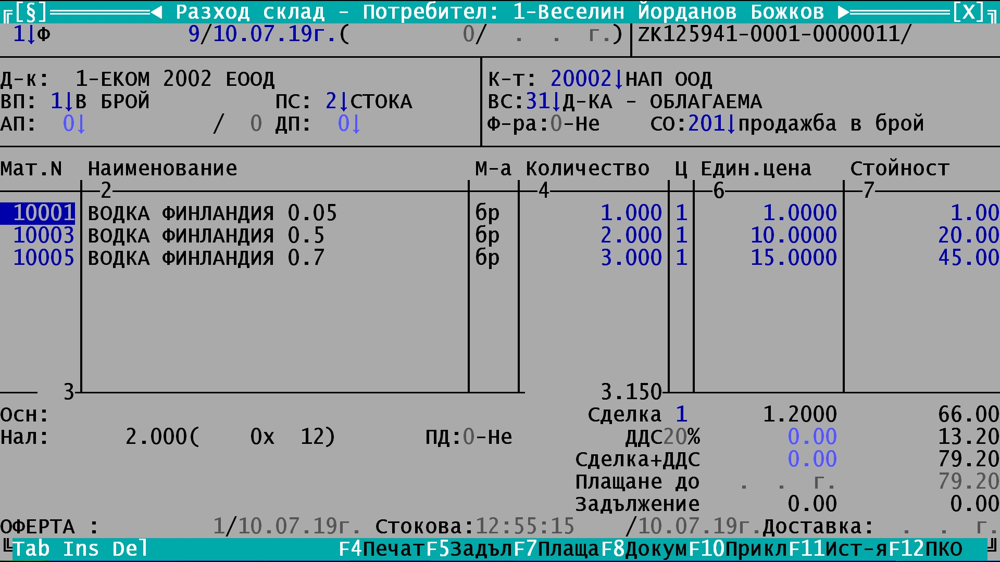 [§] Разход склад - Потребител: 1-Веселин Йорданов Божков [X]
1↓Ф 9/10.07.19г.( 0/ . . г.) ZK125941-0001-0000011/
Д-к: 1-ЕКОМ 2002 ЕООД К-т: 20002↓НАП ООД
ВП: 1↓В БРОЙ ПС: 2↓СТОКА ВС:31↓Д-КА - ОБЛАГАЕМА
АП: 0↓ / 0 ДП: 0↓ Ф-ра:0-Не СО:201↓продажба в брой
Мат.N Наименование М-а Количество Ц Един.цена Стойност
2 4 6 7
10001 ВОДКА ФИНЛАНДИЯ 0.05 бр 1.000 1 1.0000 1.00
10003 ВОДКА ФИНЛАНДИЯ 0.5 бр 2.000 1 10.0000 20.00
10005 ВОДКА ФИНЛАНДИЯ 0.7 бр 3.000 1 15.0000 45.00
3 3.150
Осн: Сделка 1 1.2000 66.00
Нал: 2.000( 0x 12) ПД:0-Не ДДС20% 0.00 13.20
Сделка+ДДС 0.00 79.20
Плащане до . . г. 79.20
Задължение 0.00 0.00
ОФЕРТА : 1/10.07.19г. Стокова:12:55:15 /10.07.19г.Доставка: . . г.
Tab Ins Del F4ПечатF5ЗадълF7ПлащаF8ДокумF10ПриклF11Ист-яF12ПКО